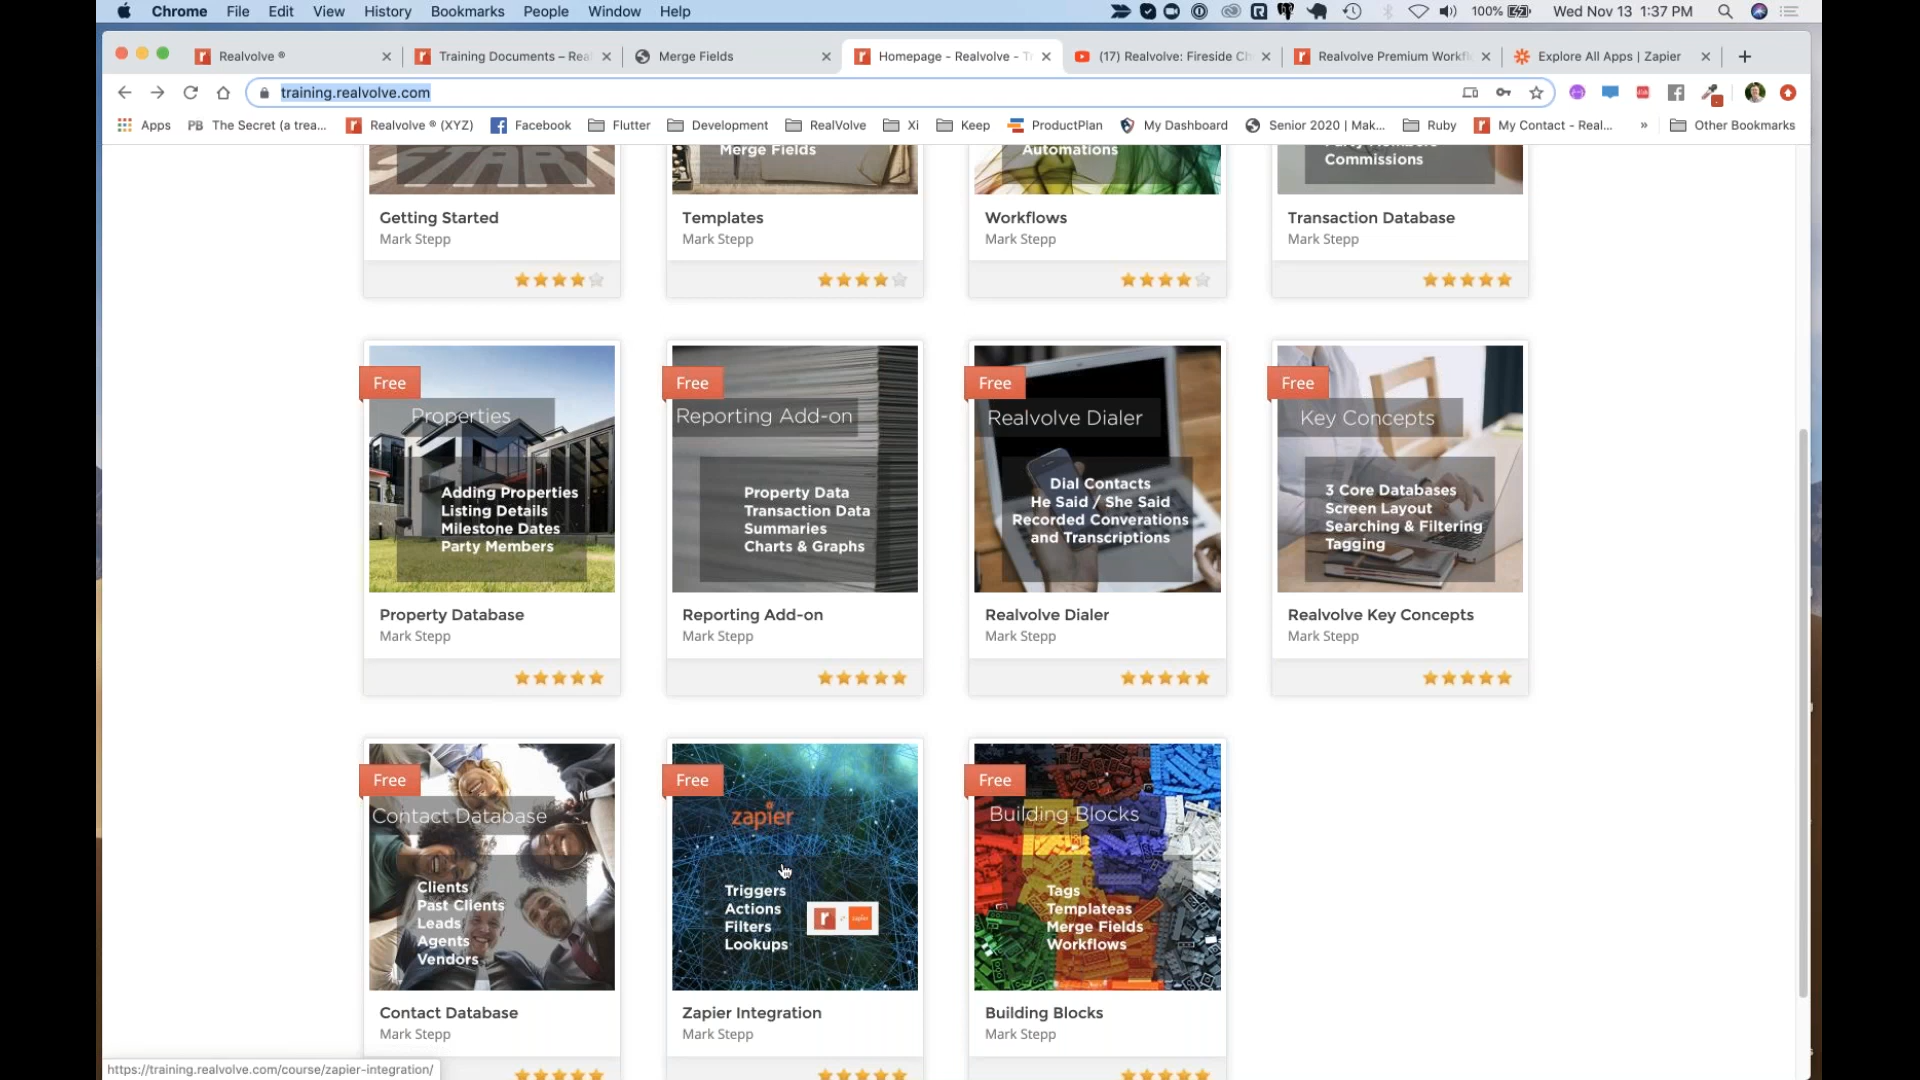 Chrome File Edit View History Bookmarks People Window Help
100% Wed Nov 13 1:37 PM
Realvolve ®
Training Documents – Rea
Merge Fields
Homepage - Realvolve - Tr
(17) Realvolve: Fireside Ch
Realvolve Premium Workfl
Explore All Apps | Zapier
training.realvolve.com
Apps
The Secret (a trea...
Realvolve ® (XYZ)
Facebook
Flutter
Development
RealVolve
Xi
Keep
ProductPlan
My Dashboard
Senior 2020 | Mak...
Ruby
My Contact - Real...
»
Other Bookmarks
START
Merge Fields
Automations
Party Members
Commissions
Getting Started
Mark Stepp
Templates
Mark Stepp
Workflows
Mark Stepp
Transaction Database
Mark Stepp
Free
Properties
Adding Properties
Listing Details
Milestone Dates
Party Members
Property Database
Mark Stepp
Free
Reporting Add-on
Property Data
Transaction Data
Summaries
Charts & Graphs
Reporting Add-on
Mark Stepp
Free
Realvolve Dialer
Dial Contacts
He Said / She Said
Recorded Converations
and Transcriptions
Realvolve Dialer
Mark Stepp
Free
Key Concepts
3 Core Databases
Screen Layout
Searching & Filtering
Tagging
Realvolve Key Concepts
Mark Stepp
Free
Contact Database
Clients
Past Clients
Leads
Agents
Vendors
Contact Database
Mark Stepp
Free
zapier
Triggers
Actions
Filters
Lookups
Zapier Integration
Mark Stepp
Free
Building Blocks
Tags
Templateas
Merge Fields
Workflows
Building Blocks
Mark Stepp
https://training.realvolve.com/course/zapier-integration/